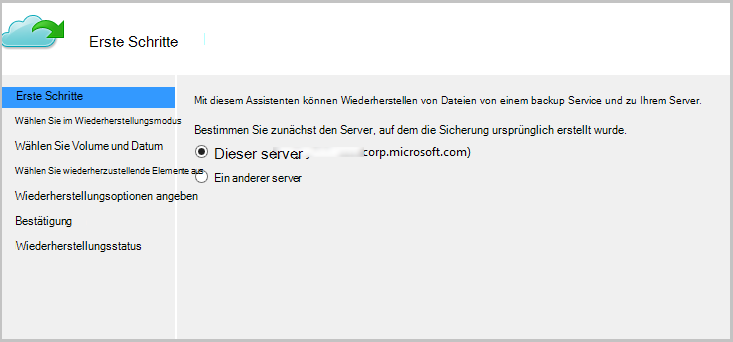 Erste Schritte
Erste Schritte
Wählen Sie im Wiederherstellungsmodus
Wählen Sie Volume und Datum
Wählen Sie wiederherzustellende Elemente aus
Wiederherstellungsoptionen angeben
Bestätigung
Wiederherstellungsstatus
Mit diesem Assistenten können Wiederherstellen von Dateien von einem backup Service und zu Ihrem Server.
Bestimmen Sie zunächst den Server, auf dem die Sicherung ursprünglich erstellt wurde.
Dieser server corp.microsoft.com)
Ein anderer server